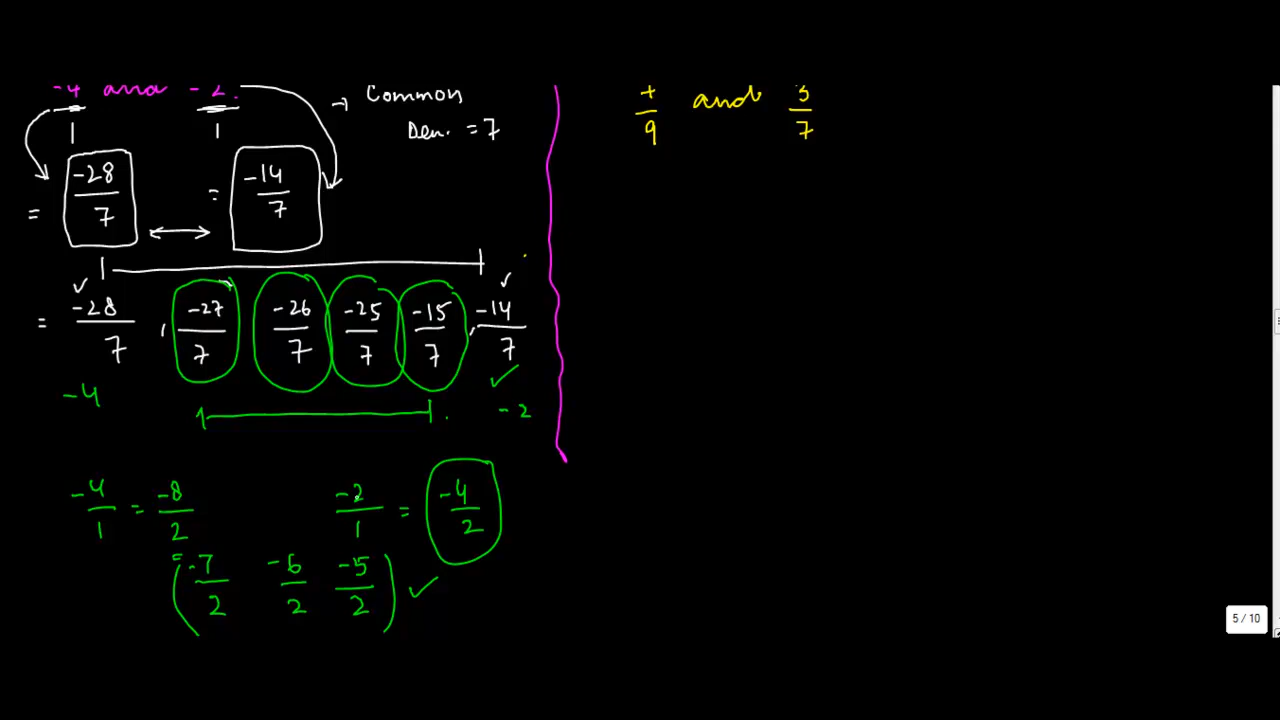 -4 and -2.
1 1
→ Common
Den. = 7
= -28/7 = -14/7
= -28/7 , -27/7 -26/7 -25/7 -15/7 , -14/7
-4 -2
-4/1 = -8/2 -2/1 = -4/2
= (-7/2 -6/2 -5/2) ✓
and
9 7
5 / 10